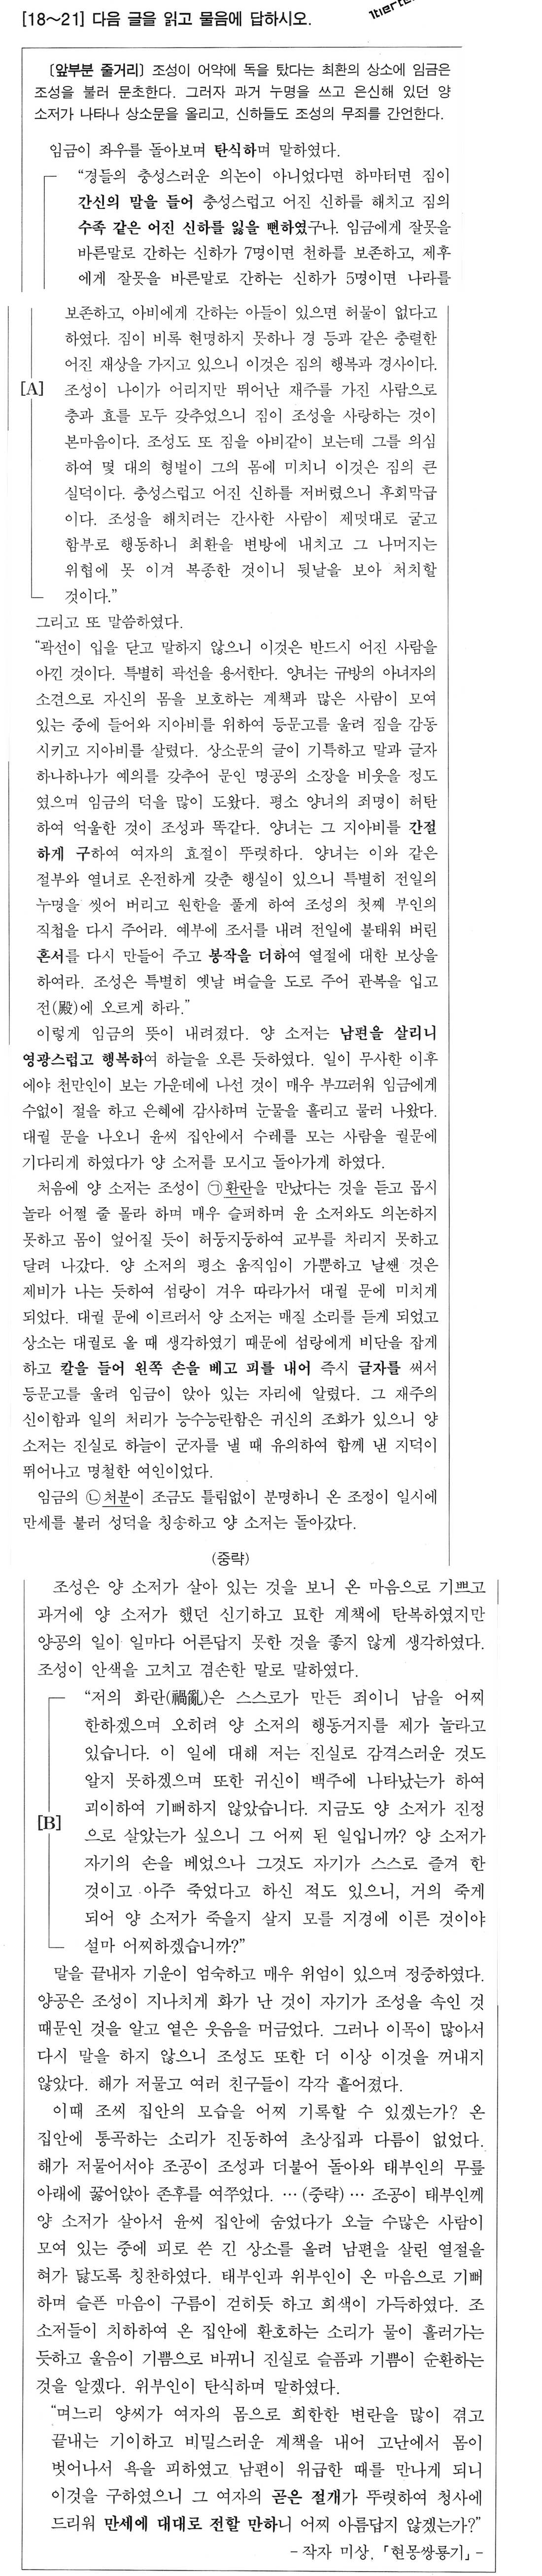 [18~21] 다음 글을 읽고 물음에 답하시오.
[앞부분 줄거리] 조성이 어약에 독을 탔다는 최환의 상소에 임금은
조성을 불러 문초한다. 그러자 과거 누명을 쓰고 은신해 있던 양
소저가 나타나 상소문을 올리고, 신하들도 조성의 무죄를 간언한다.
임금이 좌우를 돌아보며 탄식하며 말하였다.
“경들의 충성스러운 의논이 아니었다면 하마터면 짐이
간신의 말을 들어 충성스럽고 어진 신하를 해치고 짐의
수족 같은 어진 신하를 잃을 뻔하였구나. 임금에게 잘못을
바른말로 간하는 신하가 7명이면 천하를 보존하고, 제후
에게 잘못을 바른말로 간하는 신하가 5명이면 나라를
보존하고, 아비에게 간하는 아들이 있으면 허물이 없다고
하였다. 짐이 비록 현명하지 못하나 경 등과 같은 충렬한
어진 재상을 가지고 있으니 이것은 짐의 행복과 경사이다.
[A] 조성이 나이가 어리지만 뛰어난 재주를 가진 사람으로
충과 효를 모두 갖추었으니 짐이 조성을 사랑하는 것이
본마음이다. 조성도 또 짐을 아비같이 보는데 그를 의심
하여 몇 대의 형벌이 그의 몸에 미치니 이것은 짐의 큰
실덕이다. 충성스럽고 어진 신하를 저버렸으니 후회막급
이다. 조성을 해치려는 간사한 사람이 제멋대로 굴고
함부로 행동하니 최환을 변방에 내치고 그 나머지는
위협에 못 이겨 복종한 것이니 뒷날을 보아 처치할
것이다.”
그리고 또 말씀하였다.
“곽선이 입을 닫고 말하지 않으니 이것은 반드시 어진 사람을
아낀 것이다. 특별히 곽선을 용서한다. 양녀는 규방의 아녀자의
소견으로 자신의 몸을 보호하는 계책과 많은 사람이 모여
있는 중에 들어와 지아비를 위하여 등문고를 울려 짐을 감동
시키고 지아비를 살렸다. 상소문의 글이 기특하고 말과 글자
하나하나가 예의를 갖추어 문인 명공의 소장을 비웃을 정도
였으며 임금의 덕을 많이 도왔다. 평소 양녀의 죄명이 허탄
하여 억울한 것이 조성과 똑같다. 양녀는 그 지아비를 간절
하게 구하여 여자의 효절이 뚜렷하다. 양녀는 이와 같은
절부와 열녀로 온전하게 갖춘 행실이 있으니 특별히 전일의
누명을 씻어 버리고 원한을 풀게 하여 조성의 첫째 부인의
직첩을 다시 주어라. 예부에 조서를 내려 전일에 불태워 버린
혼서를 다시 만들어 주고 봉작을 더하여 열절에 대한 보상을
하여라. 조성은 특별히 옛날 벼슬을 도로 주어 관복을 입고
전(殿)에 오르게 하라.”
이렇게 임금의 뜻이 내려졌다. 양 소저는 남편을 살리니
영광스럽고 행복하여 하늘을 오른 듯하였다. 일이 무사한 이후
에야 천만인이 보는 가운데에 나선 것이 매우 부끄러워 임금에게
수없이 절을 하고 은혜에 감사하며 눈물을 흘리고 물러 나왔다.
대궐 문을 나오니 윤씨 집안에서 수레를 모는 사람을 궐문에
기다리게 하였다가 양 소저를 모시고 돌아가게 하였다.
처음에 양 소저는 조성이 ㉠환란을 만났다는 것을 듣고 몹시
놀라 어쩔 줄 몰라 하며 매우 슬퍼하며 윤 소저와도 의논하지
못하고 몸이 엎어질 듯이 허둥지둥하여 교부를 차리지 못하고
달려 나갔다. 양 소저의 평소 움직임이 가뿐하고 날쌘 것은
제비가 나는 듯하여 섬랑이 겨우 따라가서 대궐 문에 미치게
되었다. 대궐 문에 이르러서 양 소저는 매질 소리를 듣게 되었고
상소는 대궐로 올 때 생각하였기 때문에 섬랑에게 비단을 잡게
하고 칼을 들어 왼쪽 손을 베고 피를 내어 즉시 글자를 써서
등문고를 울려 임금이 앉아 있는 자리에 알렸다. 그 재주의
신이함과 일의 처리가 능수능란함은 귀신의 조화가 있으니 양
소저는 진실로 하늘이 군자를 낼 때 유의하여 함께 낸 지덕이
뛰어나고 명철한 여인이었다.
임금의 ㉡처분이 조금도 틀림없이 분명하니 온 조정이 일시에
만세를 불러 성덕을 칭송하고 양 소저는 돌아갔다.
(중략)
조성은 양 소저가 살아 있는 것을 보니 온 마음으로 기쁘고
과거에 양 소저가 했던 신기하고 묘한 계책에 탄복하였지만
양공의 일이 일마다 어른답지 못한 것을 좋지 않게 생각하였다.
조성이 안색을 고치고 겸손한 말로 말하였다.
“저의 화란(禍亂)은 스스로가 만든 죄이니 남을 어찌
한하겠으며 오히려 양 소저의 행동거지를 제가 놀라고
있습니다. 이 일에 대해 저는 진실로 감격스러운 것도
알지 못하겠으며 또한 귀신이 백주에 나타났는가 하여
괴이하여 기뻐하지 않았습니다. 지금도 양 소저가 진정
[B] 으로 살았는가 싶으니 그 어찌 된 일입니까? 양 소저가
자기의 손을 베었으나 그것도 자기가 스스로 즐겨 한
것이고 아주 죽었다고 하신 적도 있으니, 거의 죽게
되어 양 소저가 죽을지 살지 모를 지경에 이른 것이야
설마 어찌하겠습니까?”
말을 끝내자 기운이 엄숙하고 매우 위엄이 있으며 정중하였다.
양공은 조성이 지나치게 화가 난 것이 자기가 조성을 속인 것
때문인 것을 알고 옅은 웃음을 머금었다. 그러나 이목이 많아서
다시 말을 하지 않으니 조성도 또한 더 이상 이것을 꺼내지
않았다. 해가 저물고 여러 친구들이 각각 흩어졌다.
이때 조씨 집안의 모습을 어찌 기록할 수 있겠는가? 온
집안에 통곡하는 소리가 진동하여 초상집과 다름이 없었다.
해가 저물어서야 조공이 조성과 더불어 돌아와 태부인의 무릎
아래에 꿇어앉아 존후를 여쭈었다. … (중략) … 조공이 태부인께
양 소저가 살아서 윤씨 집안에 숨었다가 오늘 수많은 사람이
모여 있는 중에 피로 쓴 긴 상소를 올려 남편을 살린 열절을
혀가 닳도록 칭찬하였다. 태부인과 위부인이 온 마음으로 기뻐
하며 슬픈 마음이 구름이 걷히듯 하고 희색이 가득하였다. 조
소저들이 치하하여 온 집안에 환호하는 소리가 물이 흘러가는
듯하고 울음이 기쁨으로 바뀌니 진실로 슬픔과 기쁨이 순환하는
것을 알겠다. 위부인이 탄식하며 말하였다.
“며느리 양씨가 여자의 몸으로 희한한 변란을 많이 겪고
끝내는 기이하고 비밀스러운 계책을 내어 고난에서 몸이
벗어나서 욕을 피하였고 남편이 위급한 때를 만나게 되니
이것을 구하였으니 그 여자의 곧은 절개가 뚜렷하여 청사에
드리워 만세에 대대로 전할 만하니 어찌 아름답지 않겠는가?”
- 작자 미상, 「현몽쌍룡기」 -